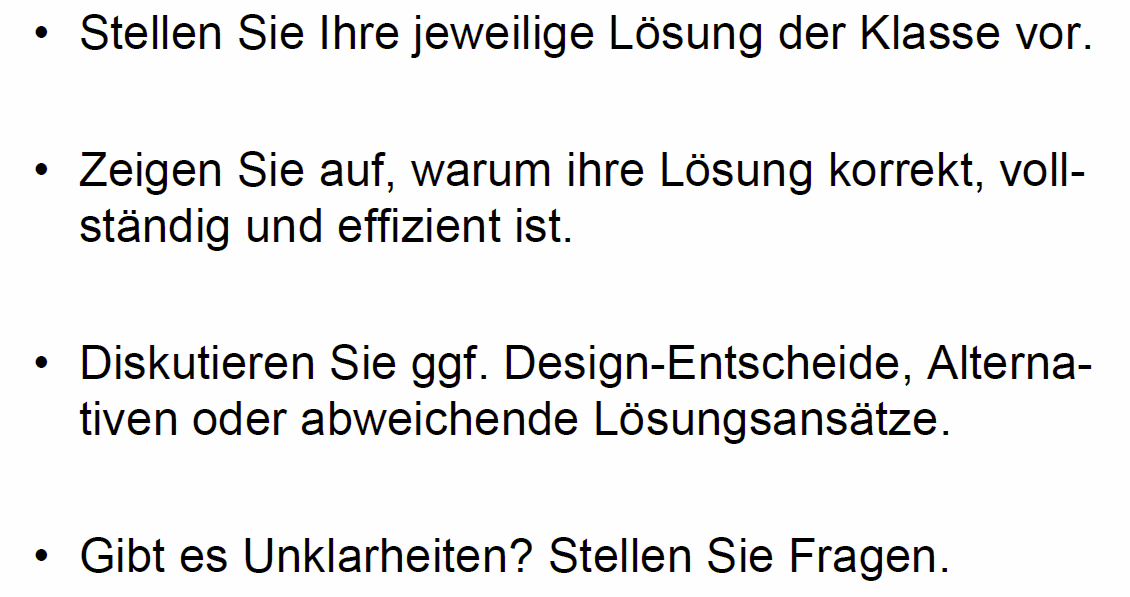 • Stellen Sie Ihre jeweilige Lösung der Klasse vor.
• Zeigen Sie auf, warum ihre Lösung korrekt, voll-
ständig und effizient ist.
• Diskutieren Sie ggf. Design-Entscheide, Alterna-
tiven oder abweichende Lösungsansätze.
• Gibt es Unklarheiten? Stellen Sie Fragen.